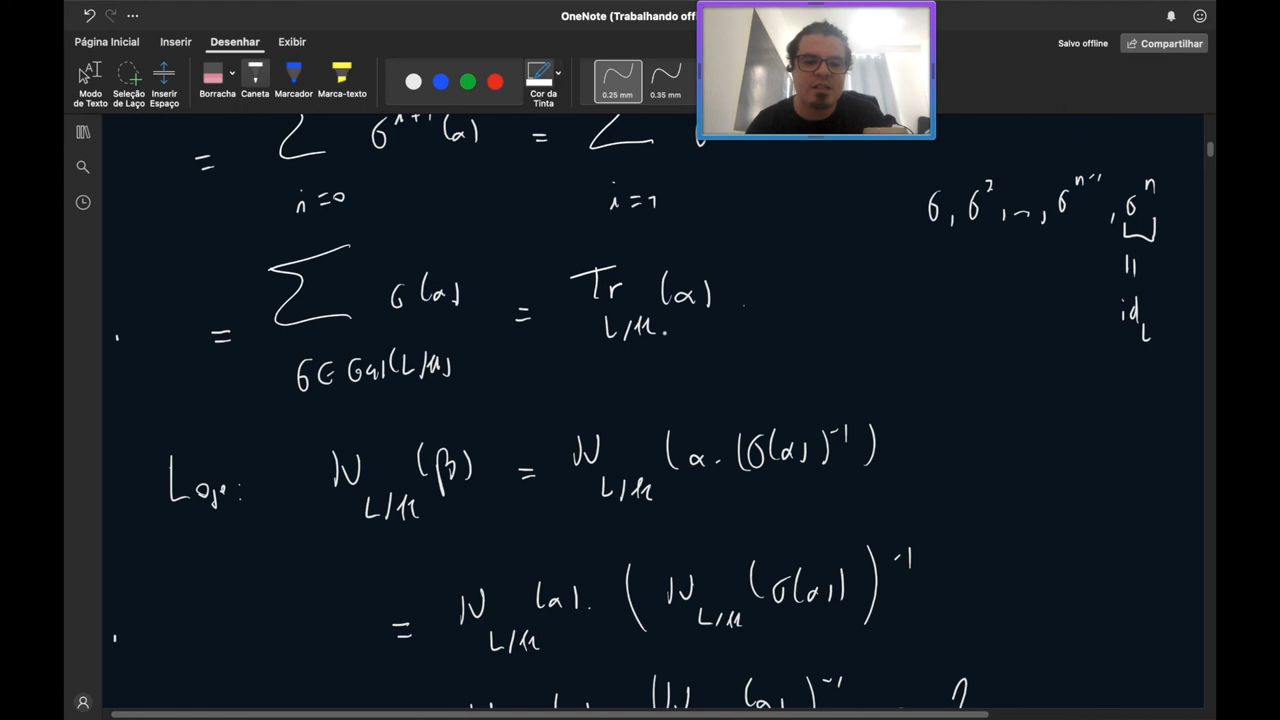 OneNote (Trabalhando off
Página Inicial Inserir Desenhar Exibir
Salvo offline Compartilhar
Modo de Texto
Seleção de Laço
Inserir Espaço
Borracha Caneta Marcador Marca-texto
Cor da Tinta
0.25 mm 0.35 mm
= Σ σ^{n+1}(α) = Σ σ
i=0 i=1
σ, σ², ..., σ^{n-1}, σ^n
||
id_L
= Σ σ(α) = Tr_{L/K}(α)
σ∈Gal(L/K)
Logo: N_{L/K}(β) = N_{L/K}(α·(σ(α))^{-1})
= N_{L/K}(α)·(N_{L/K}(σ(α)))^{-1}